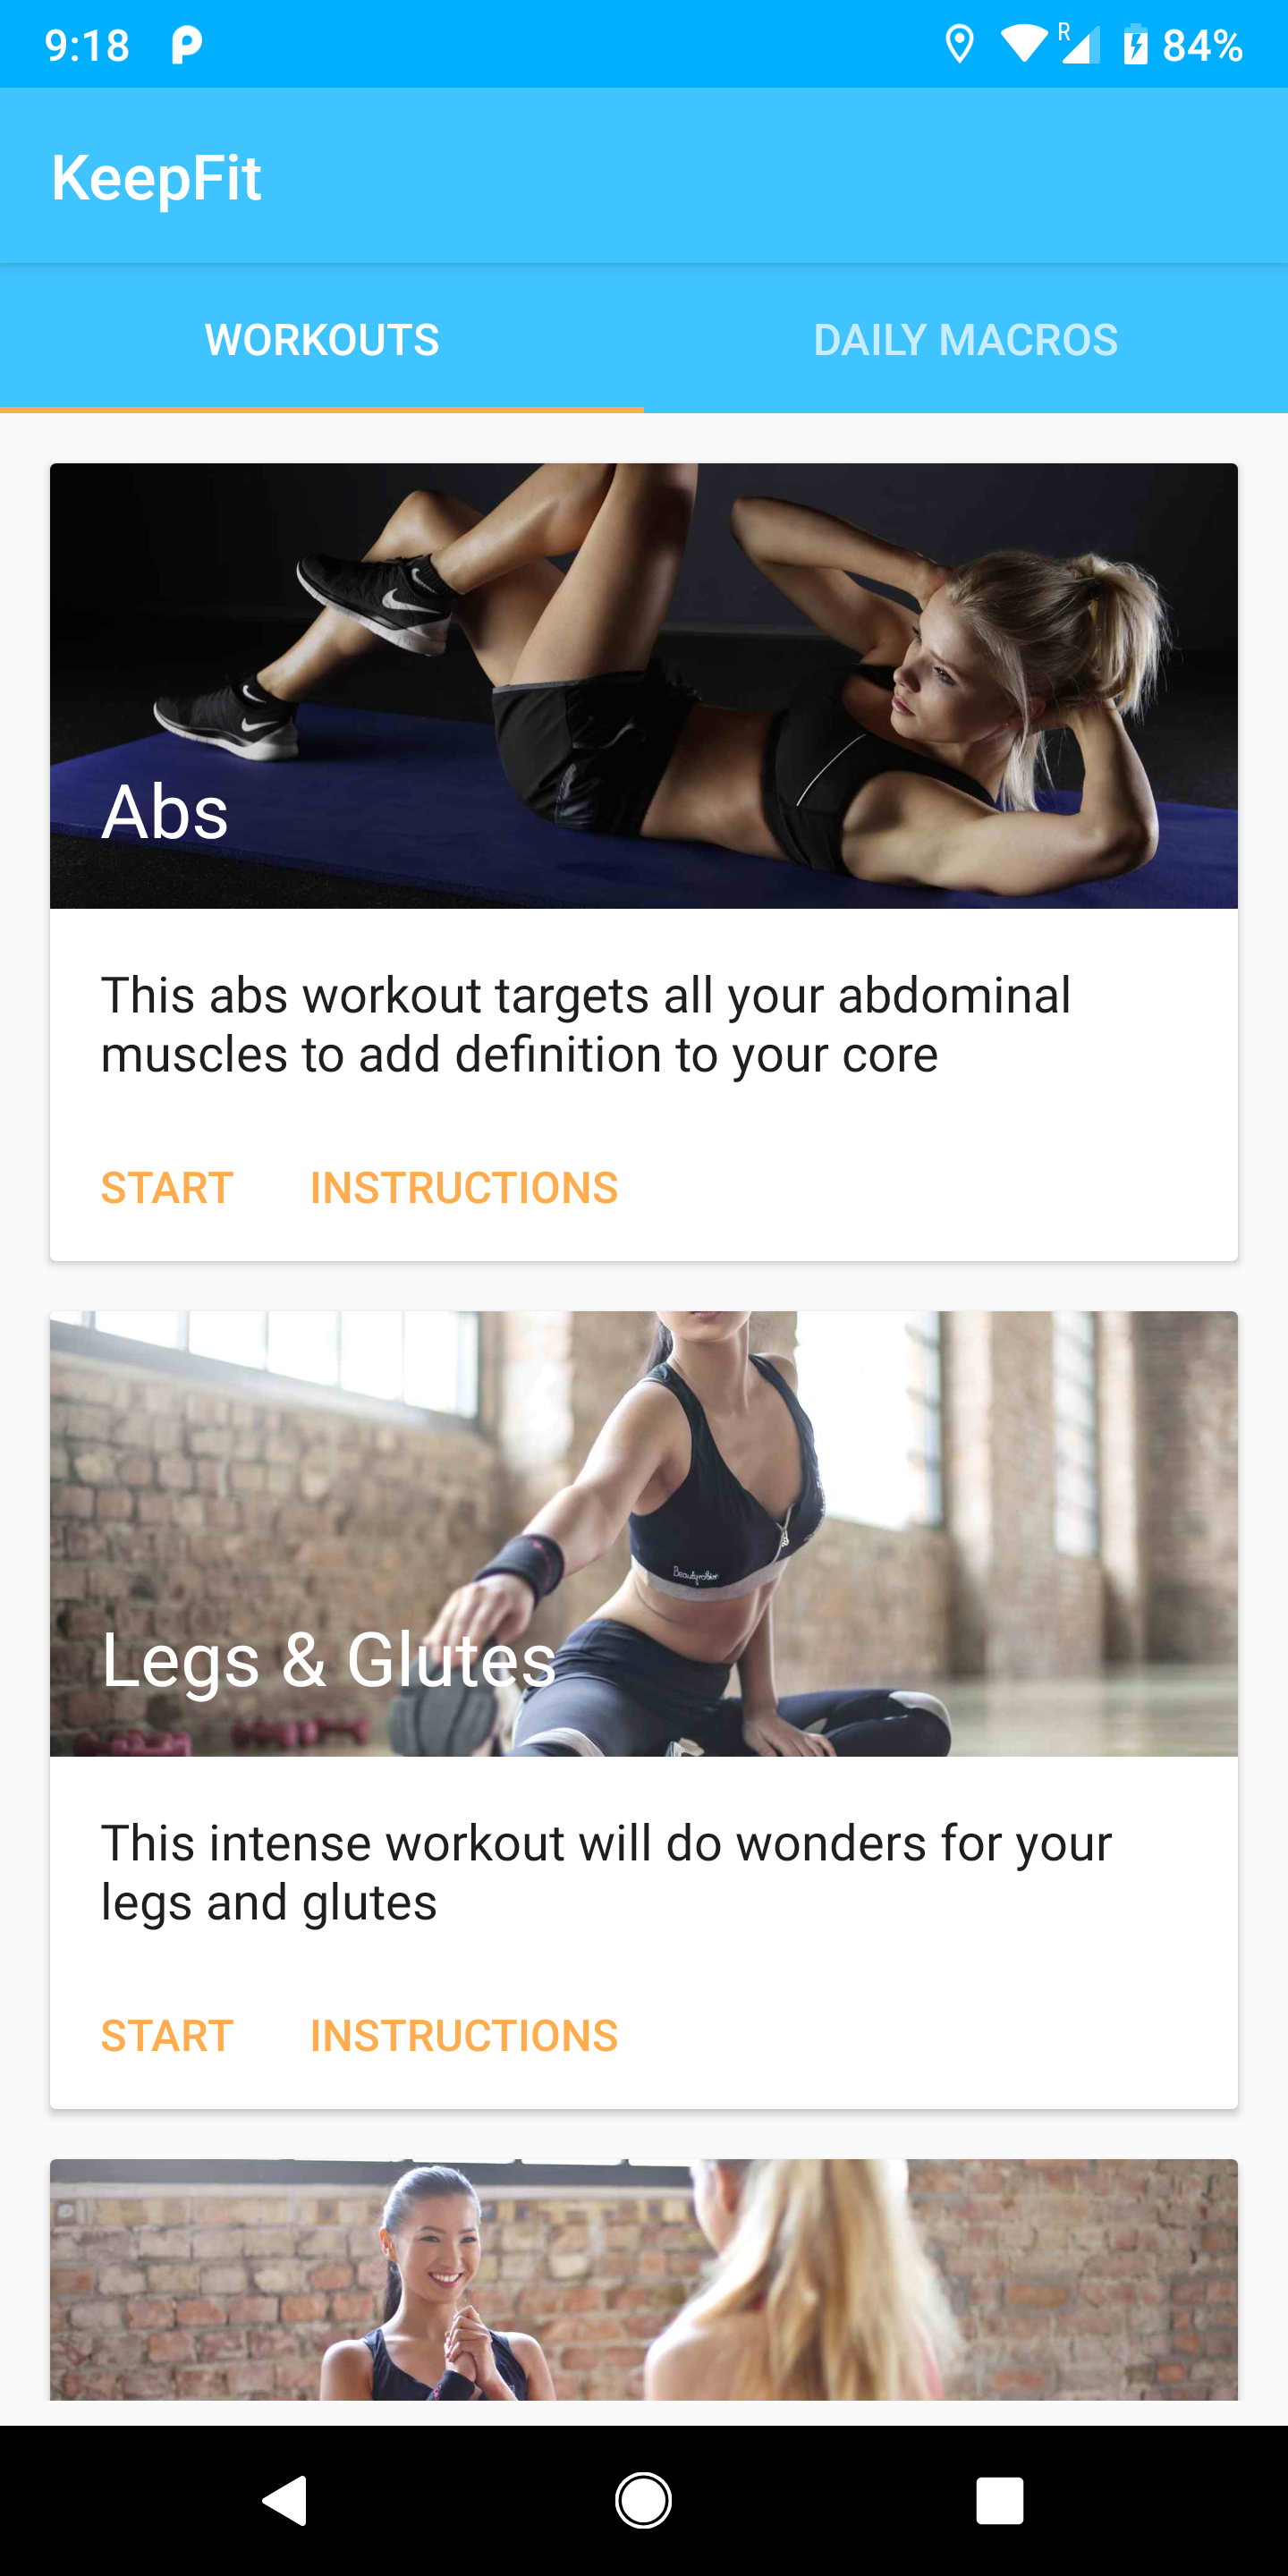 9:18
R
84%
KeepFit
WORKOUTS
DAILY MACROS
Abs
This abs workout targets all your abdominal
muscles to add definition to your core
START
INSTRUCTIONS
Legs & Glutes
This intense workout will do wonders for your
legs and glutes
START
INSTRUCTIONS